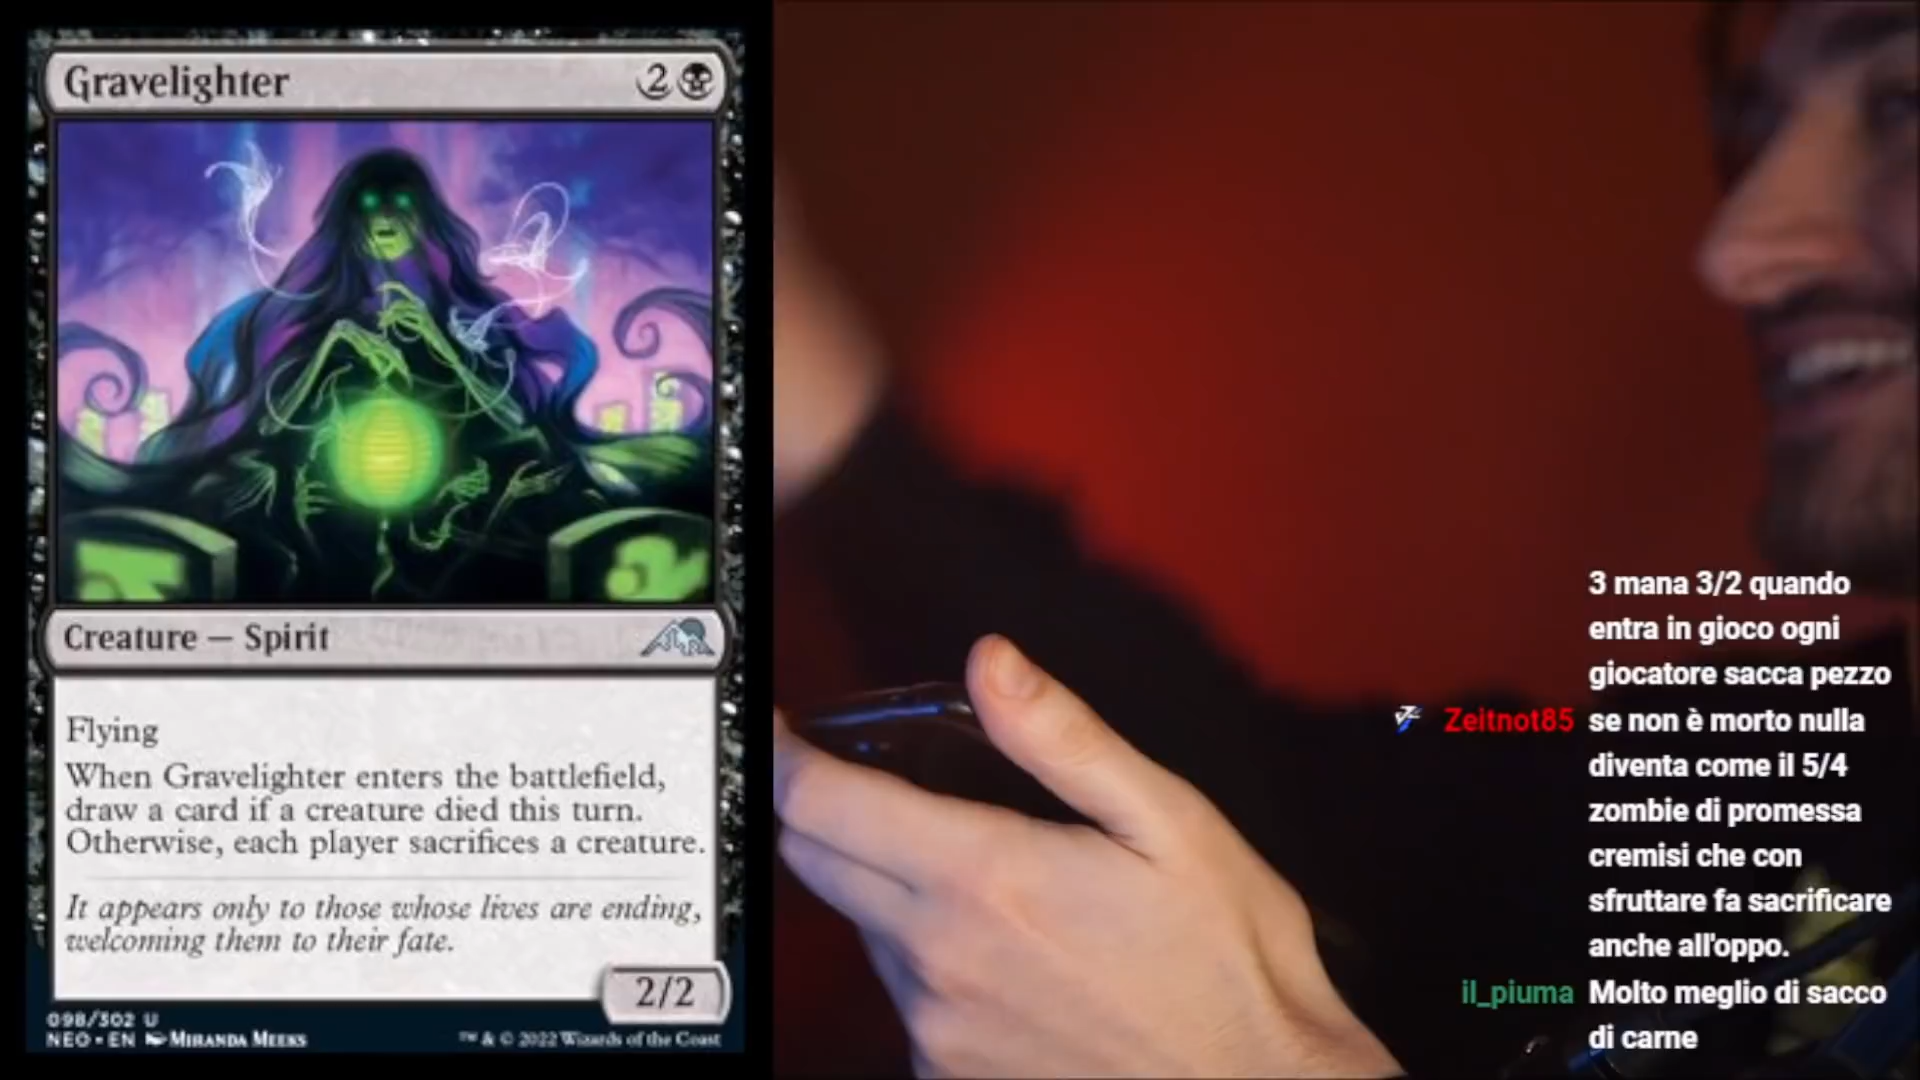 Gravelighter
2
Creature — Spirit
Flying
When Gravelighter enters the battlefield,
draw a card if a creature died this turn.
Otherwise, each player sacrifices a creature.
It appears only to those whose lives are ending,
welcoming them to their fate.
2/2
098/302 U
NEO • EN MIRANDA MEEKS
™ & © 2022 Wizards of the Coast
3 mana 3/2 quando
entra in gioco ogni
giocatore sacca pezzo
Zeitnot85 se non è morto nulla
diventa come il 5/4
zombie di promessa
cremisi che con
sfruttare fa sacrificare
anche all'oppo.
il_piuma Molto meglio di sacco
di carne